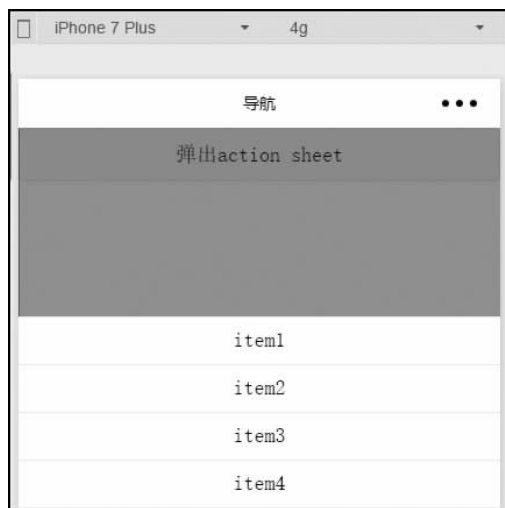 iPhone 7 Plus 4g
导航
弹出action sheet
item1
item2
item3
item4